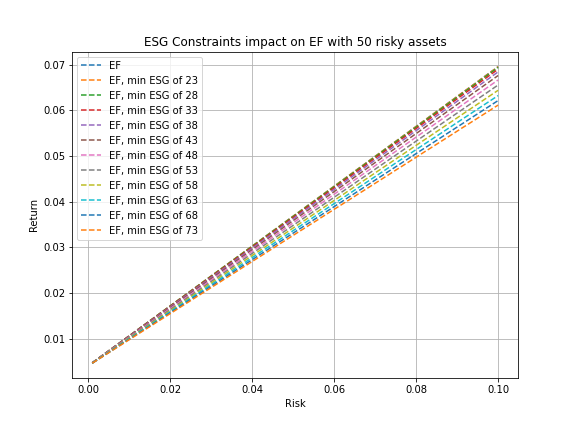 ESG Constraints impact on EF with 50 risky assets
EF
EF, min ESG of 23
EF, min ESG of 28
EF, min ESG of 33
EF, min ESG of 38
EF, min ESG of 43
EF, min ESG of 48
EF, min ESG of 53
EF, min ESG of 58
EF, min ESG of 63
EF, min ESG of 68
EF, min ESG of 73
Return
0.07
0.06
0.05
0.04
0.03
0.02
0.01
0.00 0.02 0.04 0.06 0.08 0.10
Risk